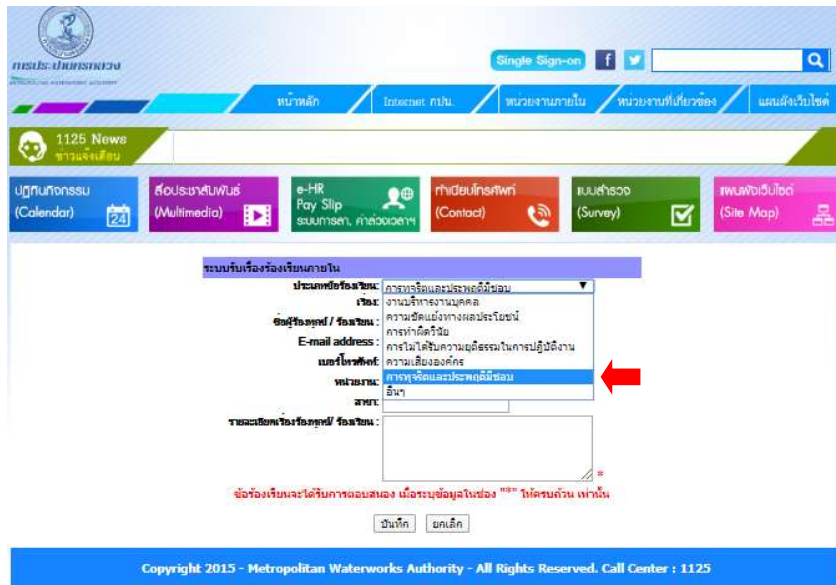 การประปานครหลวง
METROPOLITAN WATERWORKS AUTHORITY
Single Sign-on
หน้าหลัก
Internet กปน.
หน่วยงานภายใน
หน่วยงานที่เกี่ยวข้อง
แผนผังเว็บไซต์
1125 News
ข่าวแจ้งเตือน
ปฏิทินกิจกรรม
(Calendar)
24
สื่อประชาสัมพันธ์
(Multimedia)
e-HR
Pay Slip
ระบบการลา, ค่าล่วงเวลาฯ
ทำเนียบโทรศัพท์
(Contact)
แบบสำรวจ
(Survey)
แผนผังเว็บไซต์
(Site Map)
ระบบรับเรื่องร้องเรียนภายใน
ประเภทข้อร้องเรียน: การทุจริตและประพฤติมิชอบ
เรื่อง:
งานบริหารงานบุคคล
ความขัดแย้งทางผลประโยชน์
ชื่อผู้ร้องทุกข์ / ร้องเรียน :
การทำผิดวินัย
E-mail address :
การไม่ได้รับความยุติธรรมในการปฏิบัติงาน
เบอร์โทรศัพท์:
ความเสี่ยงองค์กร
หน่วยงาน:
การทุจริตและประพฤติมิชอบ
อื่นๆ
สาขา:
รายละเอียดเรื่องร้องทุกข์/ ร้องเรียน :
*
ข้อร้องเรียนจะได้รับการตอบสนอง เมื่อระบุข้อมูลในช่อง "*" ให้ครบถ้วน เท่านั้น
บันทึก
ยกเลิก
Copyright 2015 - Metropolitan Waterworks Authority - All Rights Reserved. Call Center : 1125